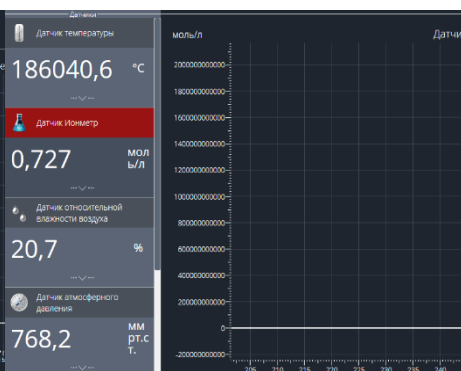 Датчики
Датчик температуры
186040,6 °C
Датчик Ионметр
0,727 мол
ь/л
Датчик относительной
влажности воздуха
20,7 %
Датчик атмосферного
давления
768,2 мм
рт.с
т.
моль/л
Датчи
2000000000000
1800000000000
1600000000000
1400000000000
1200000000000
1000000000000
800000000000
600000000000
400000000000
200000000000
0
-200000000000
205 210 215 220 225 230 235 240